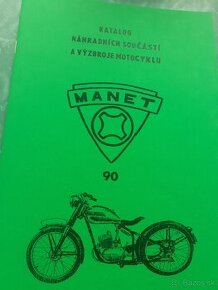 KATALOG
NÁHRADNÍCH SOUČÁSTÍ
A VÝZBROJE MOTOCYKLU
MANET
90